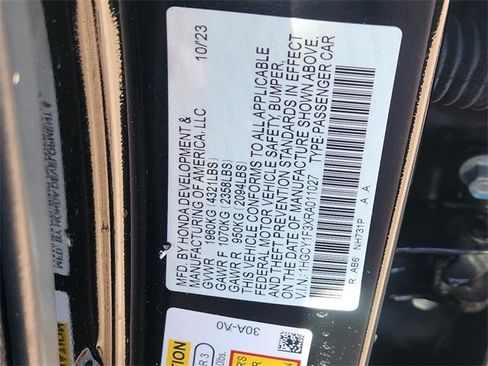 MFD. BY HONDA DEVELOPMENT &
MANUFACTURING OF AMERICA, LLC
10/23
GVWR 1960KG (4321LBS)
GAWR F 1070KG (2358LBS)
GAWR R 950KG (2094LBS)
THIS VEHICLE CONFORMS TO ALL APPLICABLE
FEDERAL MOTOR VEHICLE SAFETY, BUMPER,
AND THEFT PREVENTION STANDARDS IN EFFECT
ON THE DATE OF MANUFACTURE SHOWN ABOVE.
V.I.N.: 1HGCY1F3XRA011027
TYPE:PASSENGER CAR
R AB6 NH731P A A
30A-A0